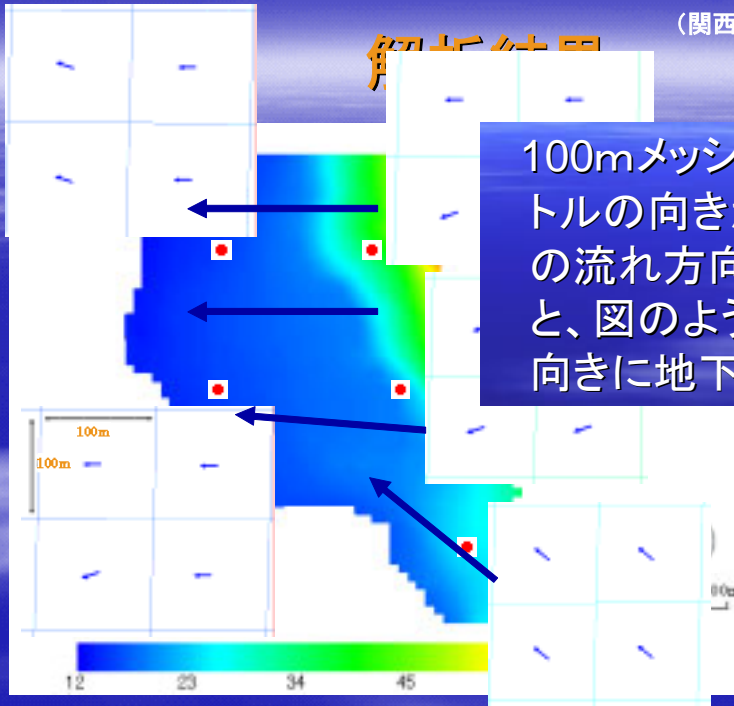 (関西
解析結果
100mメッシ
トルの向き
の流れ方向
と、図のよう
向きに地下
100m
100m
12 23 34 45